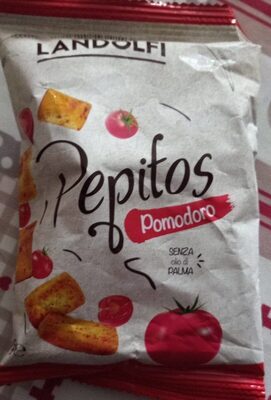 LANDOLFI
Pepitos
Pomodoro
SENZA
olio di
PALMA